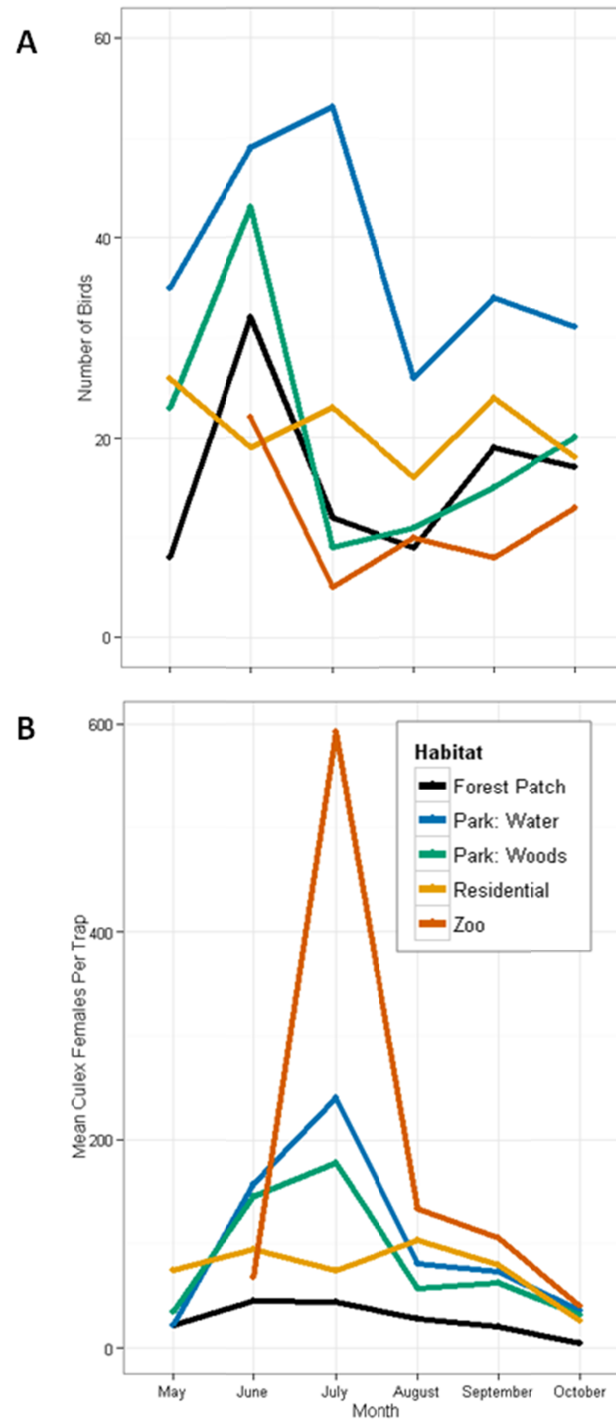 A
60
40
20
0
Number of Birds
B
600
400
200
0
Mean Culex Females Per Trap
Habitat
Forest Patch
Park: Water
Park: Woods
Residential
Zoo
May June July August September October
Month